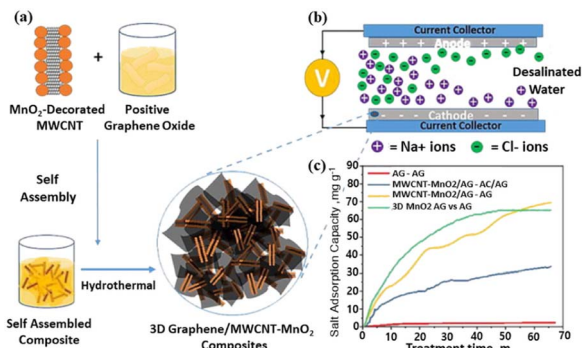 (a)
+
MnO₂-Decorated
MWCNT
Positive
Graphene Oxide
Self
Assembly
Hydrothermal
Self Assembled
Composite
3D Graphene/MWCNT-MnO₂
Composites
(b)
Current Collector
+ + Anode + + +
V
Desalinated
Water
- - Cathode - - -
Current Collector
+ = Na+ ions - = Cl- ions
(c)
Salt Adsorption Capacity ,mg g⁻¹
90
80
70
60
50
40
30
20
10
0
AG - AG
MWCNT-MnO2/AG - AC/AG
MWCNT-MnO2/AG - AG
3D MnO2 AG vs AG
0 10 20 30 40 50 60 70
Treatment time, m